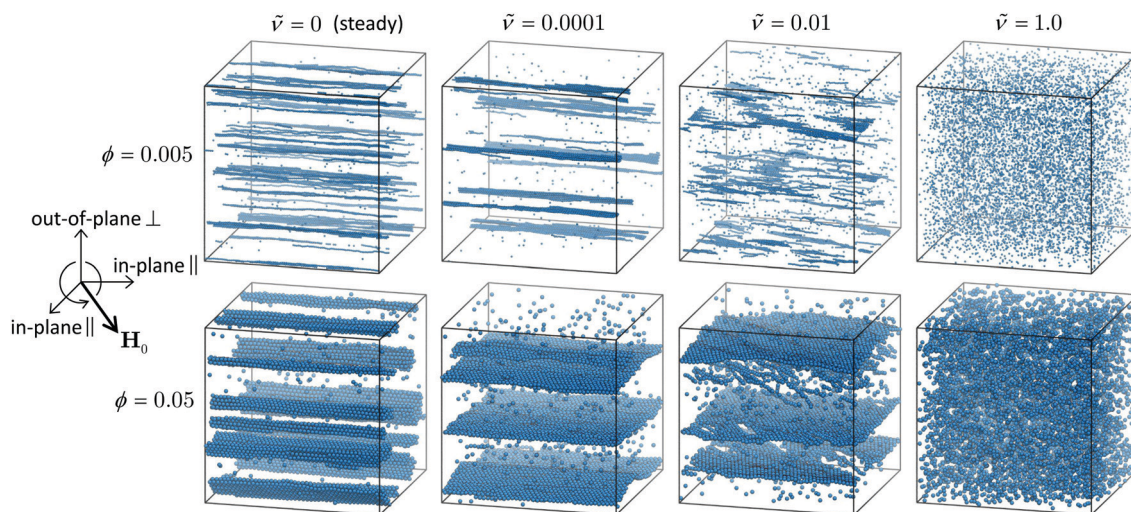 ṽ = 0 (steady)
ṽ = 0.0001
ṽ = 0.01
ṽ = 1.0
ϕ = 0.005
out-of-plane ⊥
in-plane ||
in-plane ||
H₀
ϕ = 0.05